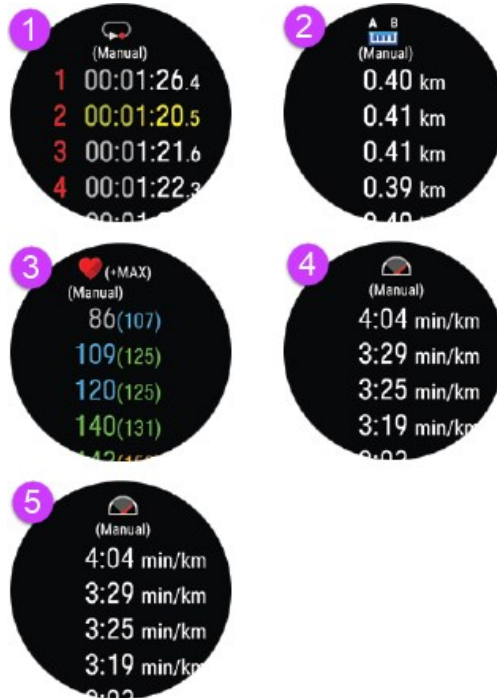 1
(Manual)
1 00:01:26.4
2 00:01:20.5
3 00:01:21.6
4 00:01:22.3
2
A B
(Manual)
0.40 km
0.41 km
0.41 km
0.39 km
3
(+MAX)
(Manual)
86(107)
109(125)
120(125)
140(131)
4
(Manual)
4:04 min/km
3:29 min/km
3:25 min/km
3:19 min/km
5
(Manual)
4:04 min/km
3:29 min/km
3:25 min/km
3:19 min/km